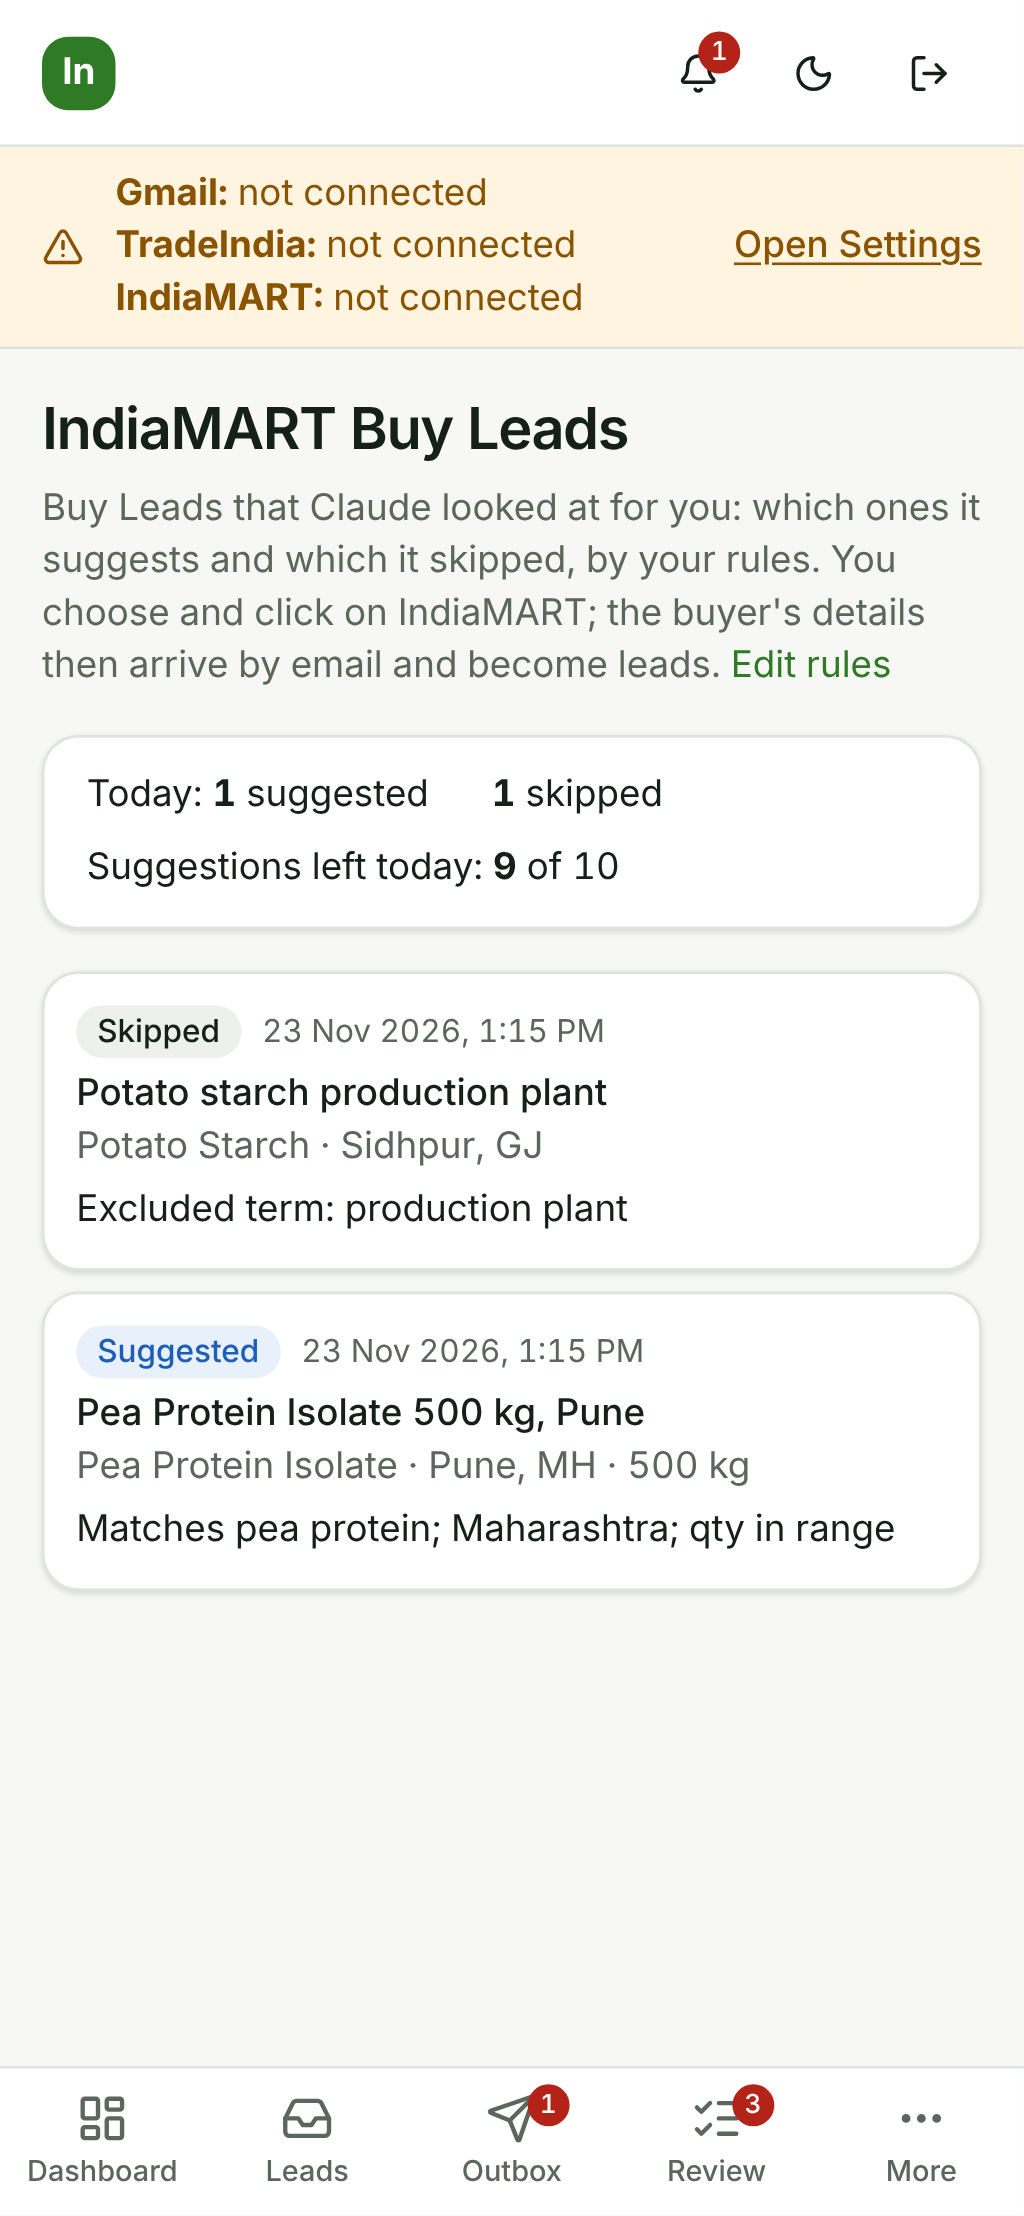 In
1
Gmail: not connected
TradeIndia: not connected
Open Settings
IndiaMART: not connected
IndiaMART Buy Leads
Buy Leads that Claude looked at for you: which ones it
suggests and which it skipped, by your rules. You
choose and click on IndiaMART; the buyer's details
then arrive by email and become leads. Edit rules
Today: 1 suggested 1 skipped
Suggestions left today: 9 of 10
Skipped 23 Nov 2026, 1:15 PM
Potato starch production plant
Potato Starch · Sidhpur, GJ
Excluded term: production plant
Suggested 23 Nov 2026, 1:15 PM
Pea Protein Isolate 500 kg, Pune
Pea Protein Isolate · Pune, MH · 500 kg
Matches pea protein; Maharashtra; qty in range
1 3
Dashboard Leads Outbox Review More